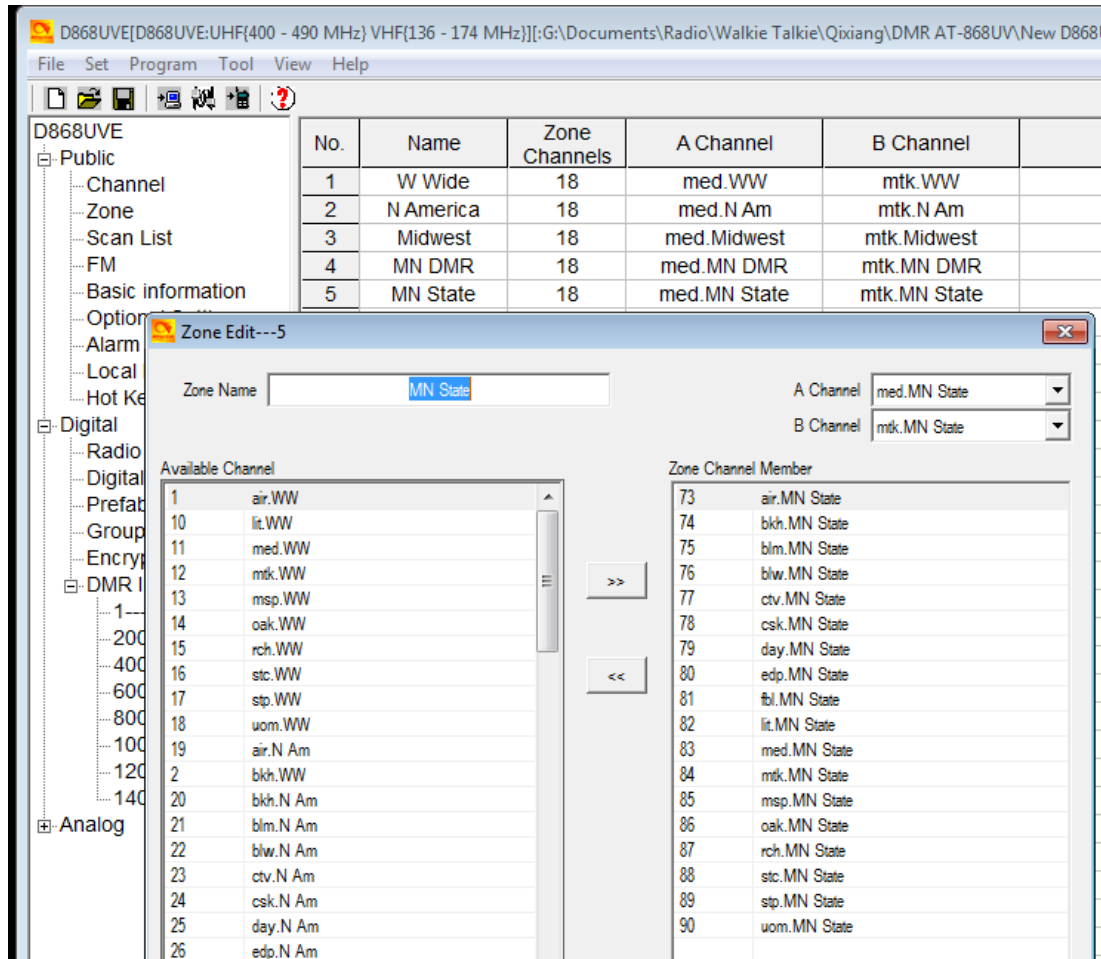 D868UVE[D868UVE:UHF{400 - 490 MHz} VHF{136 - 174 MHz}][:G:\Documents\Radio\Walkie Talkie\Qixiang\DMR AT-868UV\New D868
File Set Program Tool View Help
D868UVE
Public
Channel
Zone
Scan List
FM
Basic information
Alarm
Local
Digital
Radio
Digital
DMR
Analog
No. Name Zone Channels A Channel B Channel
1 W Wide 18 med.WW mtk.WW
2 N America 18 med.N Am mtk.N Am
3 Midwest 18 med.Midwest mtk.Midwest
4 MN DMR 18 med.MN DMR mtk.MN DMR
5 MN State 18 med.MN State mtk.MN State
Zone Edit---5
Zone Name MN State
A Channel med.MN State
B Channel mtk.MN State
Available Channel
1 air.WW
10 lit.WW
11 med.WW
12 mtk.WW
13 msp.WW
14 oak.WW
15 rch.WW
16 stc.WW
17 stp.WW
18 uom.WW
19 air.N Am
2 bkh.WW
20 bkh.N Am
21 blm.N Am
22 blw.N Am
23 ctv.N Am
24 csk.N Am
25 day.N Am
26 edp.N Am
>>
<<
Zone Channel Member
73 air.MN State
74 bkh.MN State
75 blm.MN State
76 blw.MN State
77 ctv.MN State
78 csk.MN State
79 day.MN State
80 edp.MN State
81 fbl.MN State
82 lit.MN State
83 med.MN State
84 mtk.MN State
85 msp.MN State
86 oak.MN State
87 rch.MN State
88 stc.MN State
89 stp.MN State
90 uom.MN State